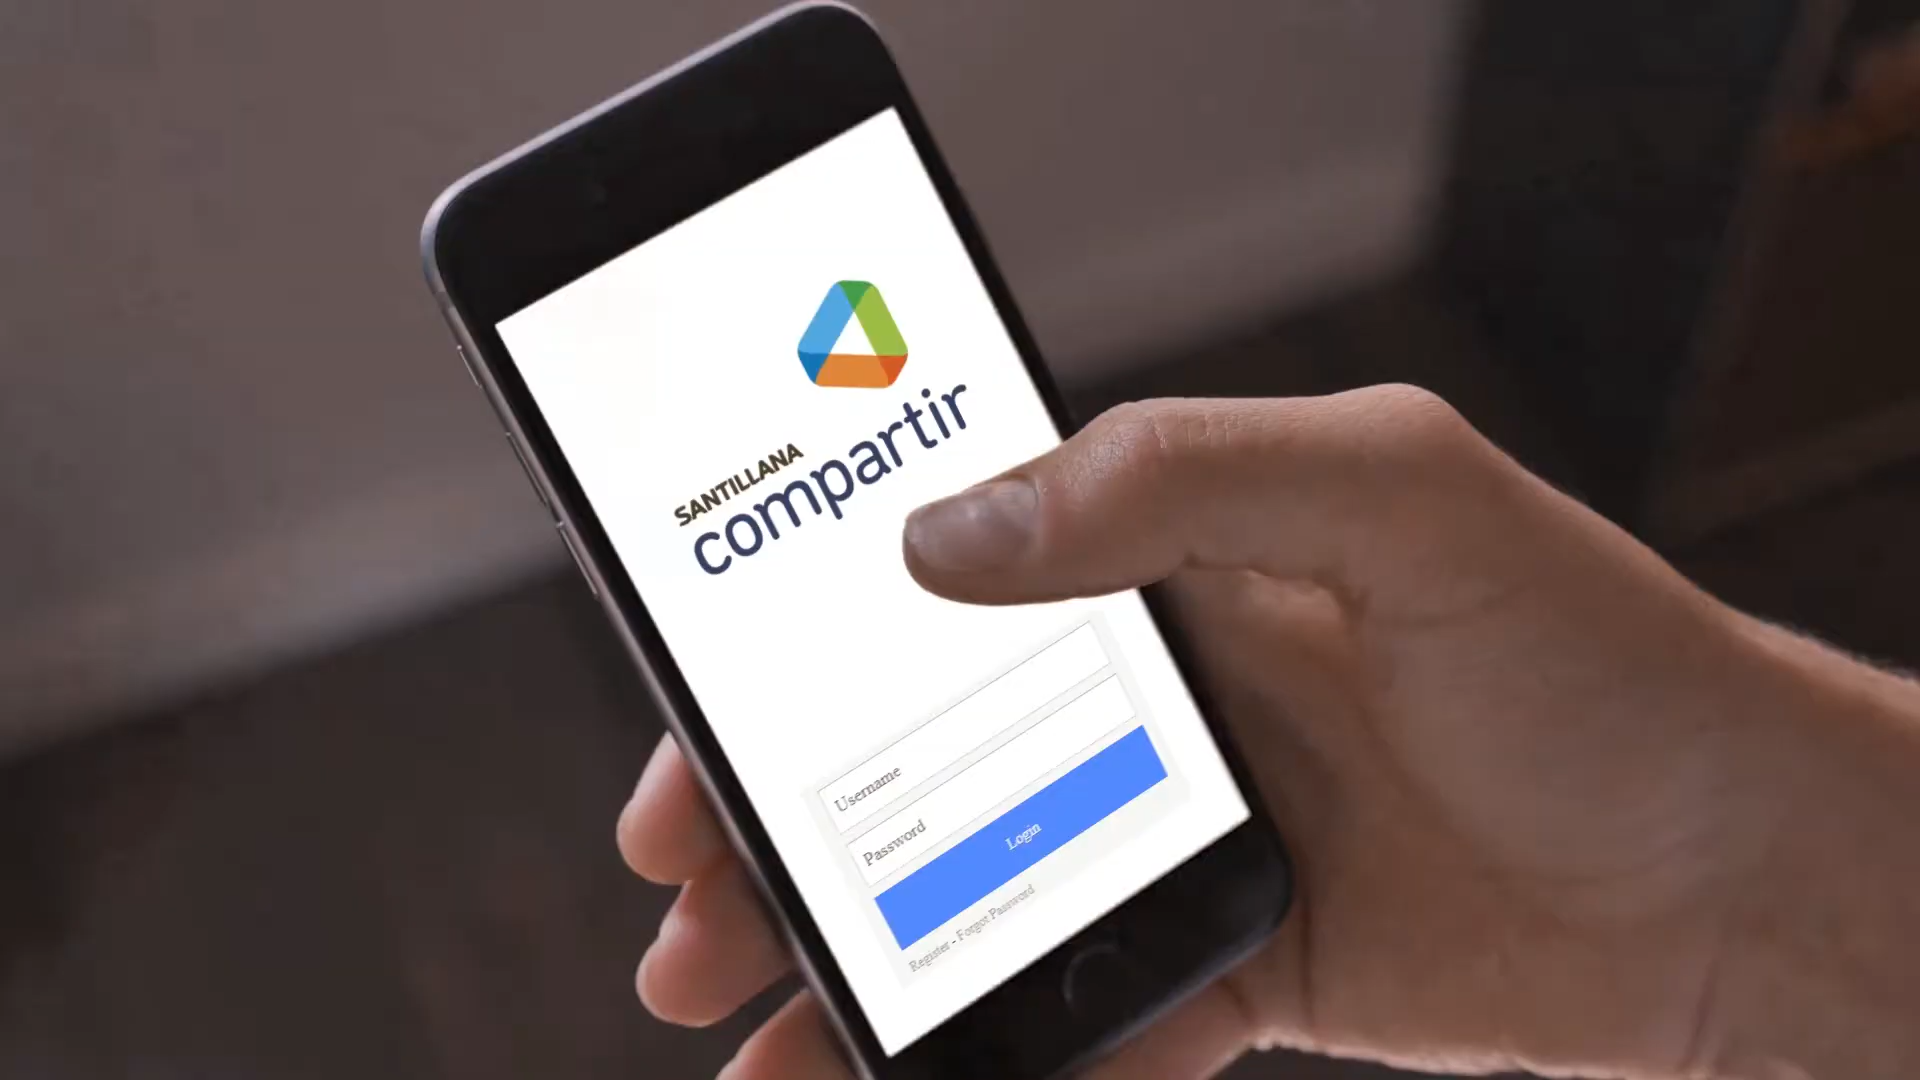 SANTILLANA
compartir
Username
Password
Login
Register - Forgot Password